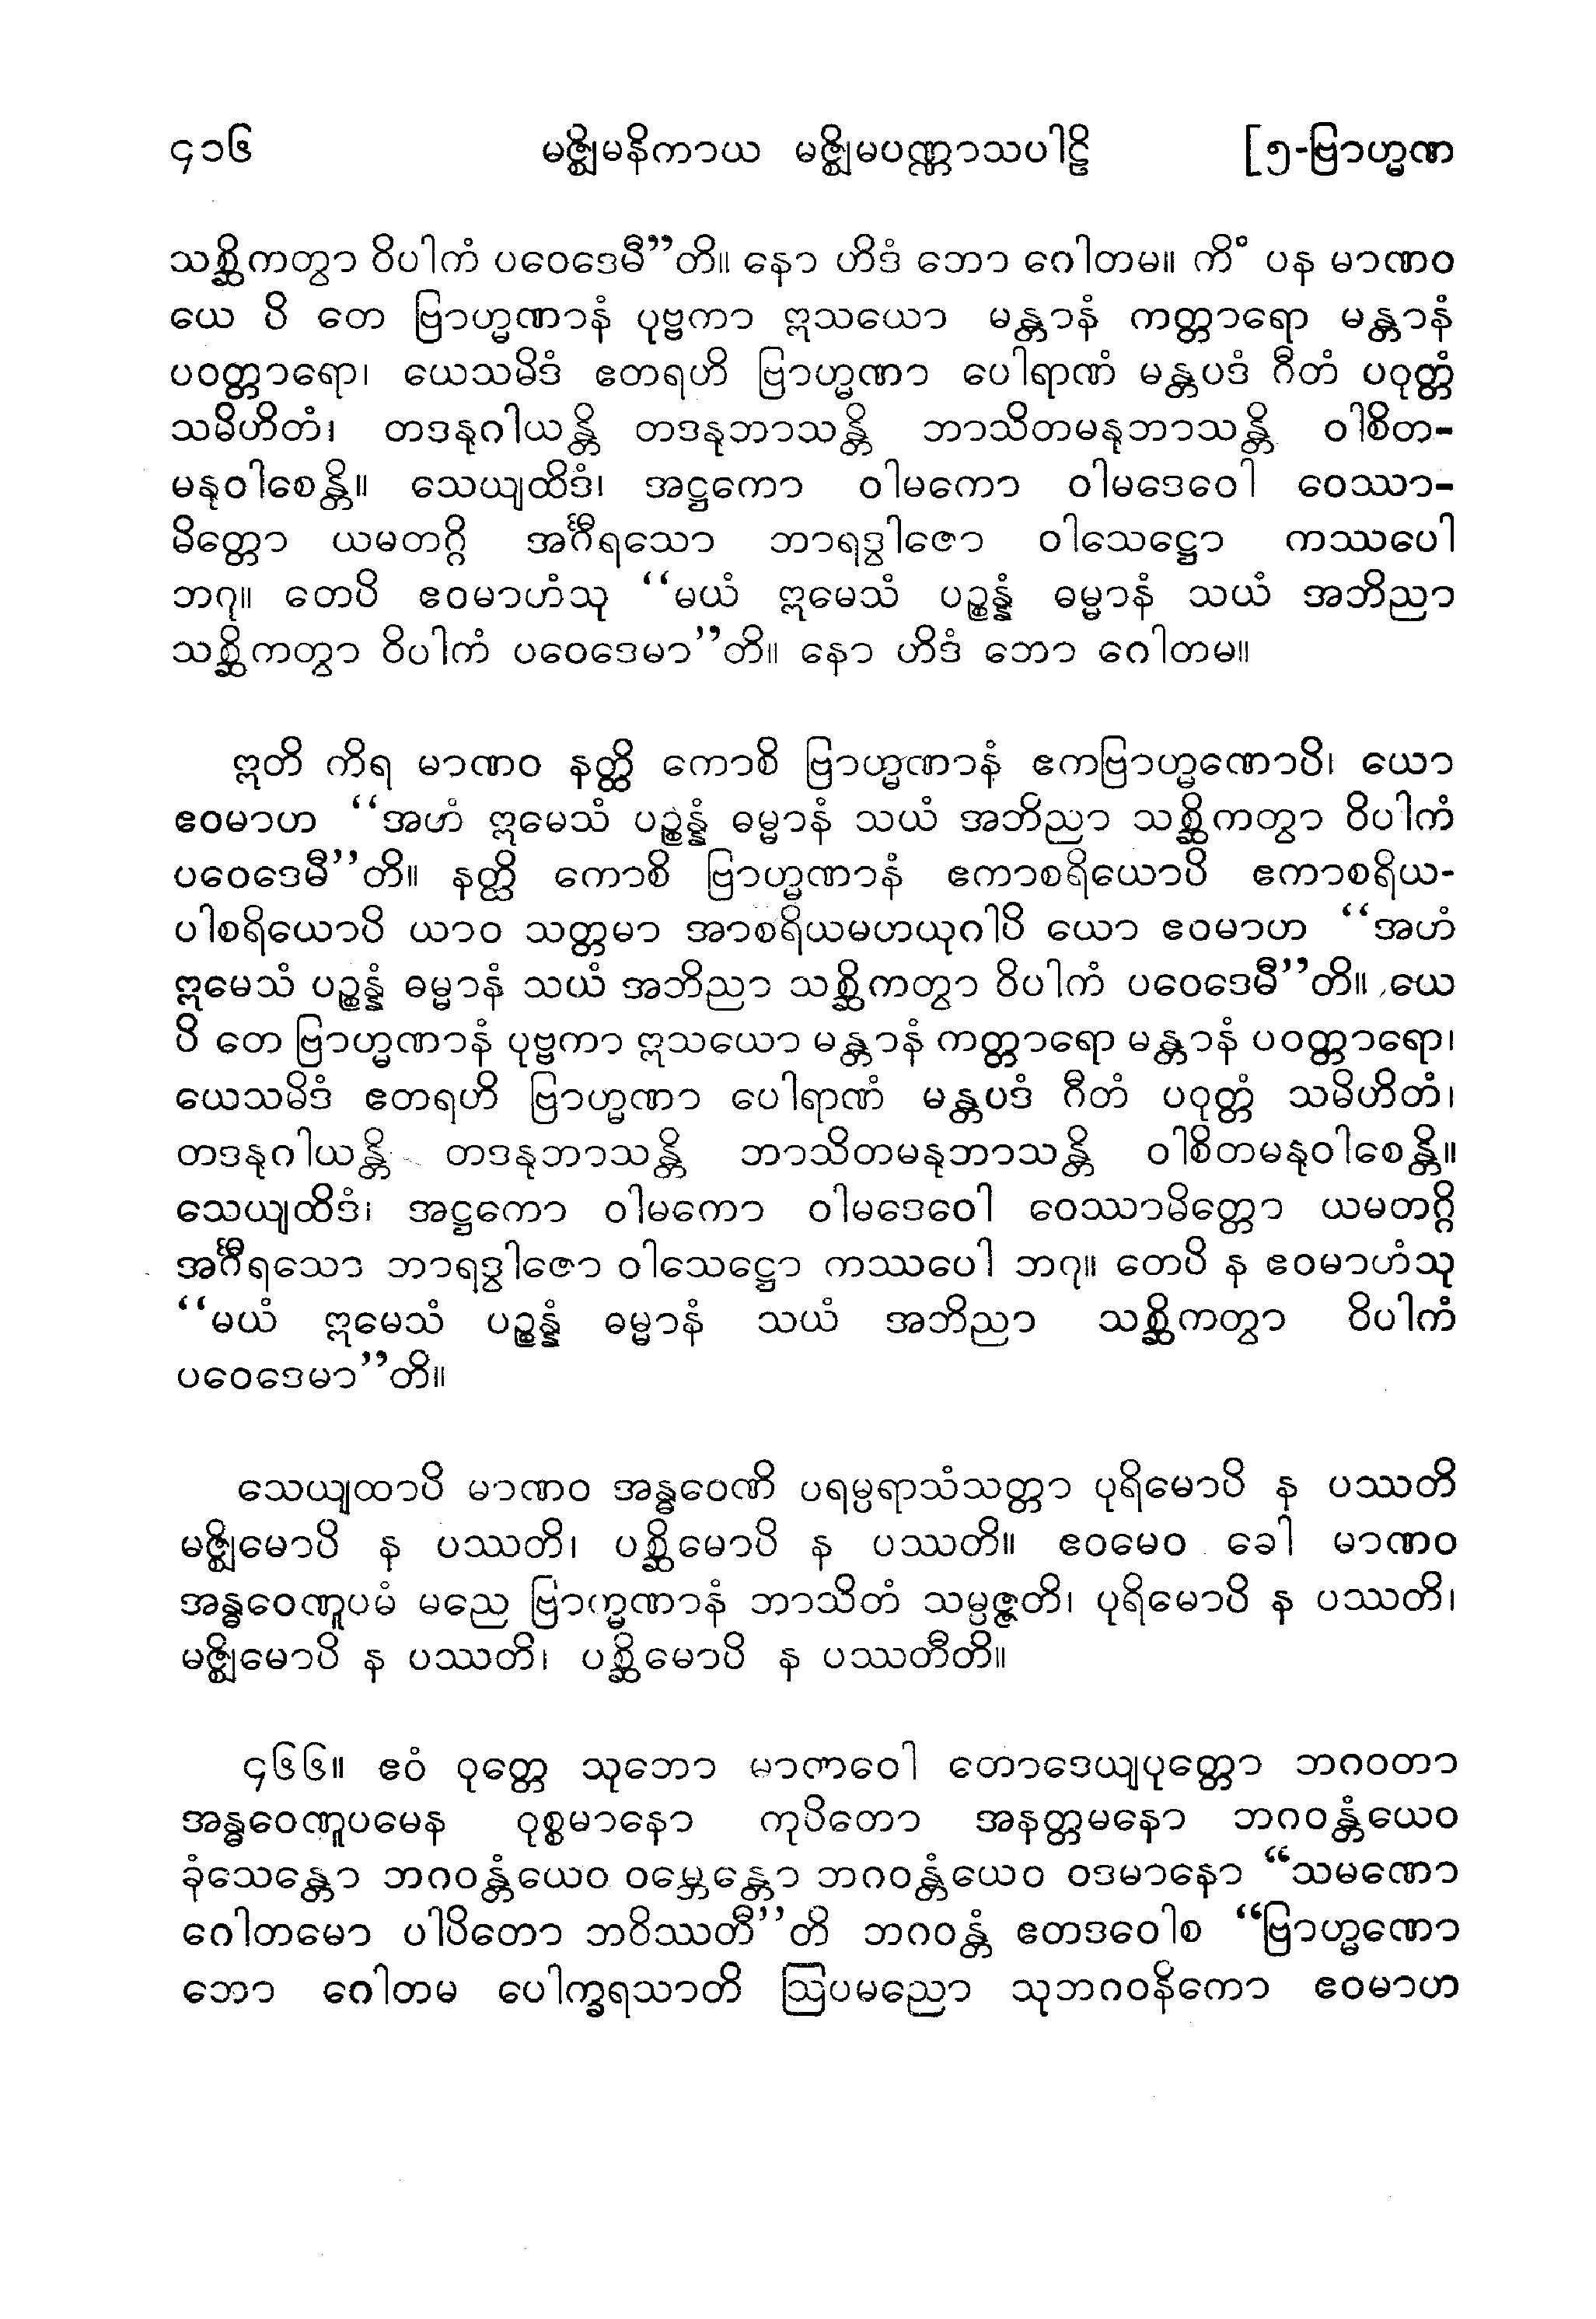 ၄၁၆ မဇ္ဈိမနိကာယ မဇ္ဈိမပဏ္ဏာသပါဠိ [၅-ဗြာဟ္မဏ
သစ္ဆိကတွာ ဝိပါကံ ပဝေဒေမီ”တိ။ နော ဟိဒံ ဘော ဂေါတမ။ ကိံ ပန မာဏဝ
ယေ ပိ တေ ဗြာဟ္မဏာနံ ပုဗ္ဗကာ ဣသယော မန္တာနံ ကတ္တာရော မန္တာနံ
ပဝတ္တာရော၊ ယေသမိဒံ ဧတရဟိ ဗြာဟ္မဏာ ပေါရာဏံ မန္တပဒံ ဂီတံ ပဝုတ္တံ
သမိဟိတံ၊ တဒနုဂါယန္တိ တဒနုဘာသန္တိ ဘာသိတမနုဘာသန္တိ ဝါစိတ-
မနုဝါစေန္တိ။ သေယျထိဒံ၊ အဋ္ဌကော ဝါမကော ဝါမဒေဝေါ ဝေဿာ-
မိတ္တော ယမတဂ္ဂိ အင်္ဂီရသော ဘာရဒွါဇော ဝါသေဋ္ဌော ကဿပေါ
ဘဂု။ တေပိ ဧဝမာဟံသု “မယံ ဣမေသံ ပဉ္စန္နံ ဓမ္မာနံ သယံ အဘိညာ
သစ္ဆိကတွာ ဝိပါကံ ပဝေဒေမာ”တိ။ နော ဟိဒံ ဘော ဂေါတမ။
ဣတိ ကိရ မာဏဝ နတ္ထိ ကောစိ ဗြာဟ္မဏာနံ ဧကဗြာဟ္မဏောပိ၊ ယော
ဧဝမာဟ “အဟံ ဣမေသံ ပဉ္စန္နံ ဓမ္မာနံ သယံ အဘိညာ သစ္ဆိကတွာ ဝိပါကံ
ပဝေဒေမီ”တိ။ နတ္ထိ ကောစိ ဗြာဟ္မဏာနံ ဧကာစရိယောပိ ဧကာစရိယ-
ပါစရိယောပိ ယာဝ သတ္တမာ အာစရိယမဟယုဂါပိ ယော ဧဝမာဟ “အဟံ
ဣမေသံ ပဉ္စန္နံ ဓမ္မာနံ သယံ အဘိညာ သစ္ဆိကတွာ ဝိပါကံ ပဝေဒေမီ”တိ။ ယေ
ပိ တေ ဗြာဟ္မဏာနံ ပုဗ္ဗကာ ဣသယော မန္တာနံ ကတ္တာရော မန္တာနံ ပဝတ္တာရော၊
ယေသမိဒံ ဧတရဟိ ဗြာဟ္မဏာ ပေါရာဏံ မန္တပဒံ ဂီတံ ပဝုတ္တံ သမိဟိတံ၊
တဒနုဂါယန္တိ တဒနုဘာသန္တိ ဘာသိတမနုဘာသန္တိ ဝါစိတမနုဝါစေန္တိ။
သေယျထိဒံ၊ အဋ္ဌကော ဝါမကော ဝါမဒေဝေါ ဝေဿာမိတ္တော ယမတဂ္ဂိ
အင်္ဂီရသော ဘာရဒွါဇော ဝါသေဋ္ဌော ကဿပေါ ဘဂု။ တေပိ န ဧဝမာဟံသု
“မယံ ဣမေသံ ပဉ္စန္နံ ဓမ္မာနံ သယံ အဘိညာ သစ္ဆိကတွာ ဝိပါကံ
ပဝေဒေမာ”တိ။
သေယျထာပိ မာဏဝ အန္ဓဝေဏိ ပရမ္ပရာသံသတ္တာ ပုရိမောပိ န ပဿတိ
မဇ္ဈိမောပိ န ပဿတိ၊ ပစ္ဆိမောပိ န ပဿတိ။ ဧဝမေဝ ခေါ မာဏဝ
အန္ဓဝေဏူပမံ မညေ ဗြာဟ္မဏာနံ ဘာသိတံ သမ္ပဇ္ဇတိ၊ ပုရိမောပိ န ပဿတိ၊
မဇ္ဈိမောပိ န ပဿတိ၊ ပစ္ဆိမောပိ န ပဿတီတိ။
၄၆၆။ ဧဝံ ဝုတ္တေ သုဘော မာဏဝေါ တောဒေယျပုတ္တော ဘဂဝတာ
အန္ဓဝေဏူပမေန ဝုစ္စမာနော ကုပိတော အနတ္တမနော ဘဂဝန္တံယေဝ
ခုံသေန္တော ဘဂဝန္တံယေဝ ဝမ္ဘေန္တော ဘဂဝန္တံယေဝ ဝဒမာနော “သမဏော
ဂေါတမော ပါပိတော ဘဝိဿတီ”တိ ဘဂဝန္တံ ဧတဒဝေါစ “ဗြာဟ္မဏော
ဘော ဂေါတမ ပေါက္ခရသာတိ ဩပမညော သုဘဂဝနိကော ဧဝမာဟ